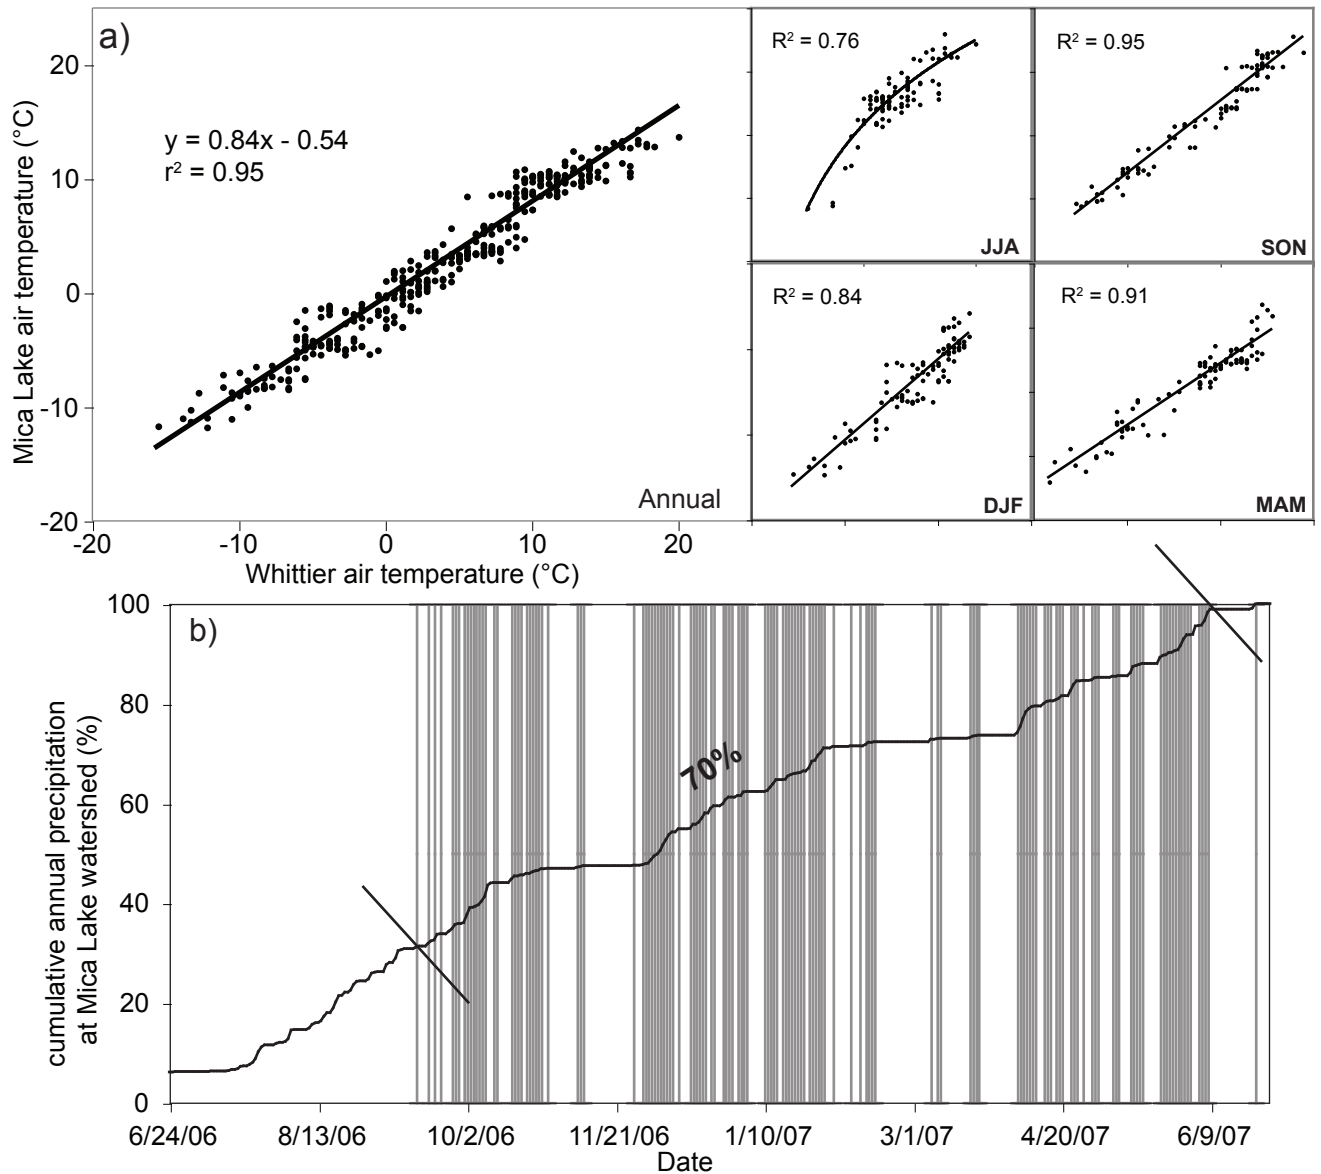 a)
y = 0.84x - 0.54
r² = 0.95
Mica Lake air temperature (°C)
20
10
0
-10
-20
-20 -10 0 10 20
Whittier air temperature (°C)
Annual
R² = 0.76
JJA
R² = 0.95
SON
R² = 0.84
DJF
R² = 0.91
MAM
b)
cumulative annual precipitation
at Mica Lake watershed (%)
100
80
60
40
20
0
70%
6/24/06 8/13/06 10/2/06 11/21/06 1/10/07 3/1/07 4/20/07 6/9/07
Date